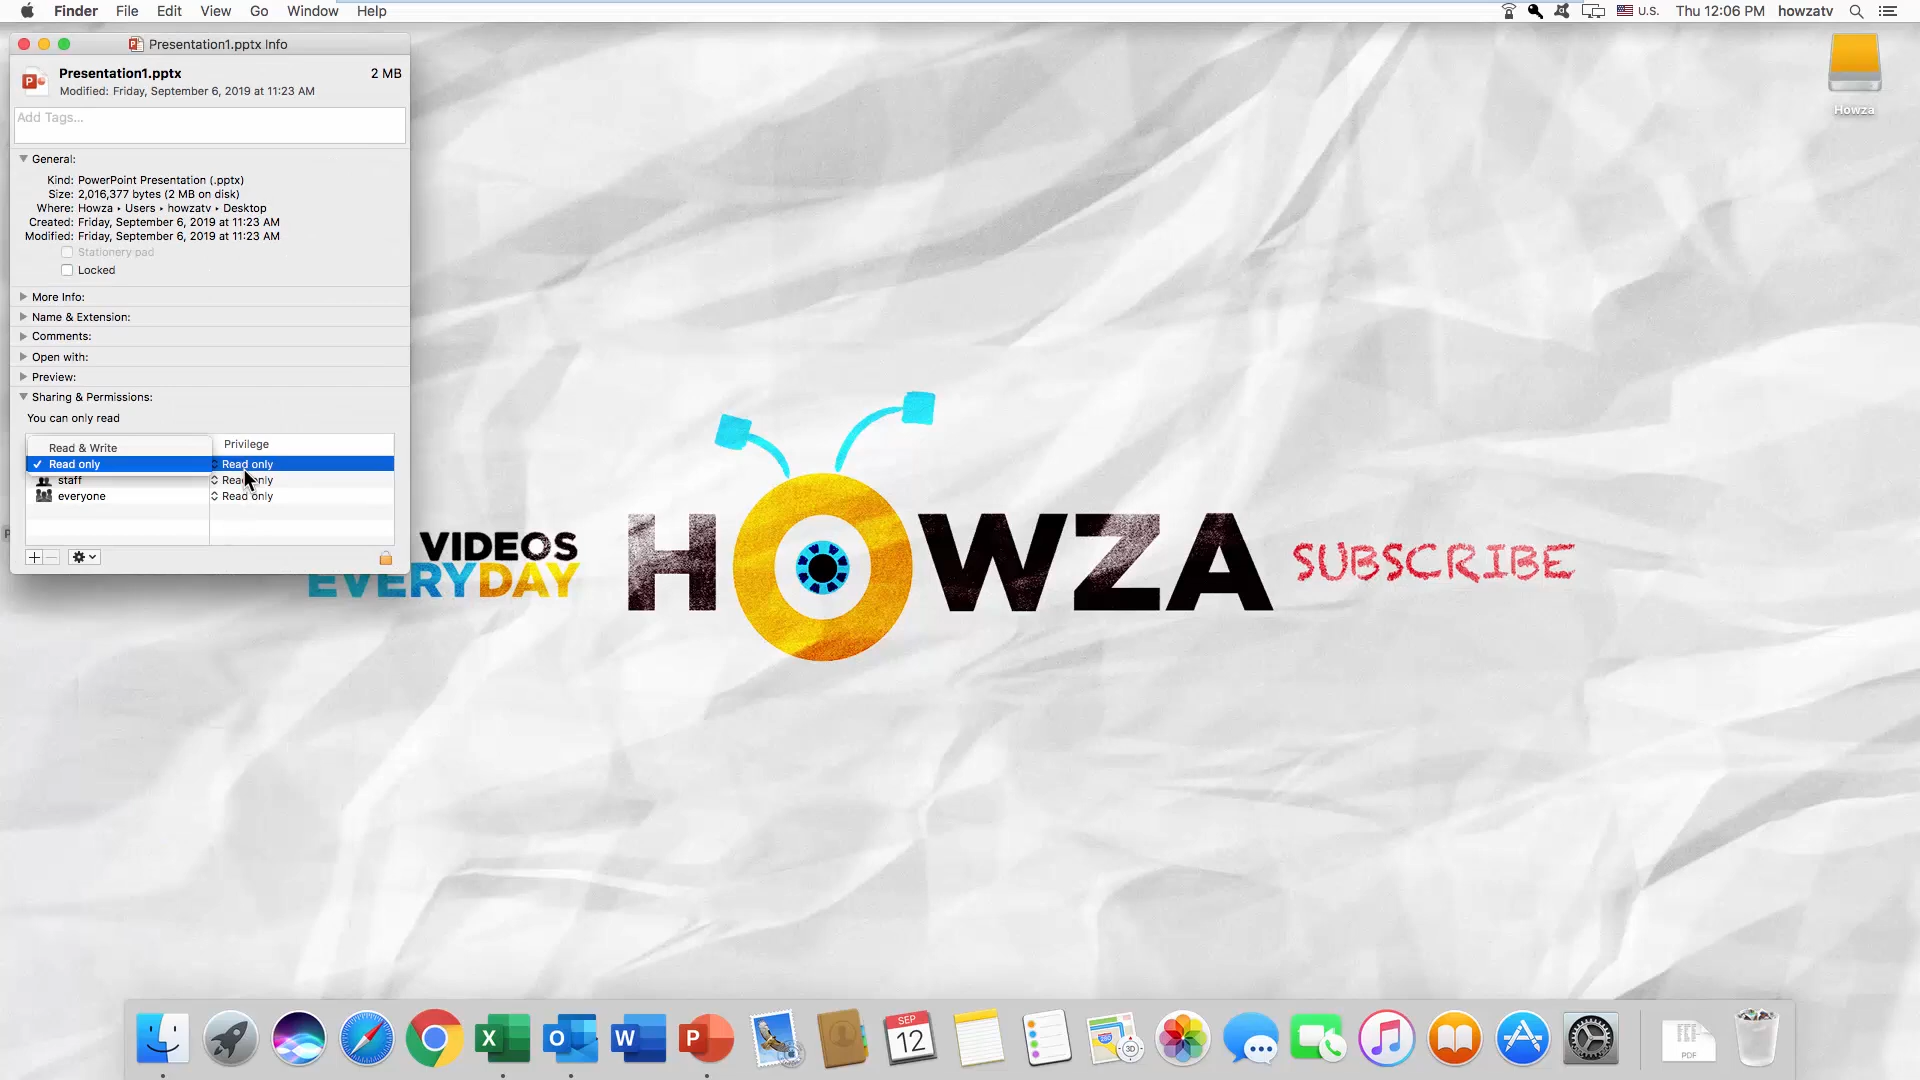 Finder File Edit View Go Window Help
U.S. Thu 12:06 PM howzatv
Presentation1.pptx Info
Presentation1.pptx 2 MB
Modified: Friday, September 6, 2019 at 11:23 AM
Add Tags...
General:
Kind: PowerPoint Presentation (.pptx)
Size: 2,016,377 bytes (2 MB on disk)
Where: Howza ▸ Users ▸ howzatv ▸ Desktop
Created: Friday, September 6, 2019 at 11:23 AM
Modified: Friday, September 6, 2019 at 11:23 AM
Stationery pad
Locked
More Info:
Name & Extension:
Comments:
Open with:
Preview:
Sharing & Permissions:
You can only read
Privilege
Read & Write
Read only Read only
staff Read only
everyone Read only
Howza
VIDEOS
EVERYDAY
HOWZA
SUBSCRIBE
P
X
O
W
P
SEP
12
3D
PDF